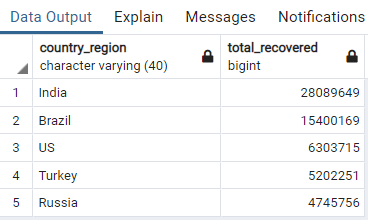 Data Output Explain Messages Notifications
country_region total_recovered
character varying (40) bigint
1 India 28089649
2 Brazil 15400169
3 US 6303715
4 Turkey 5202251
5 Russia 4745756